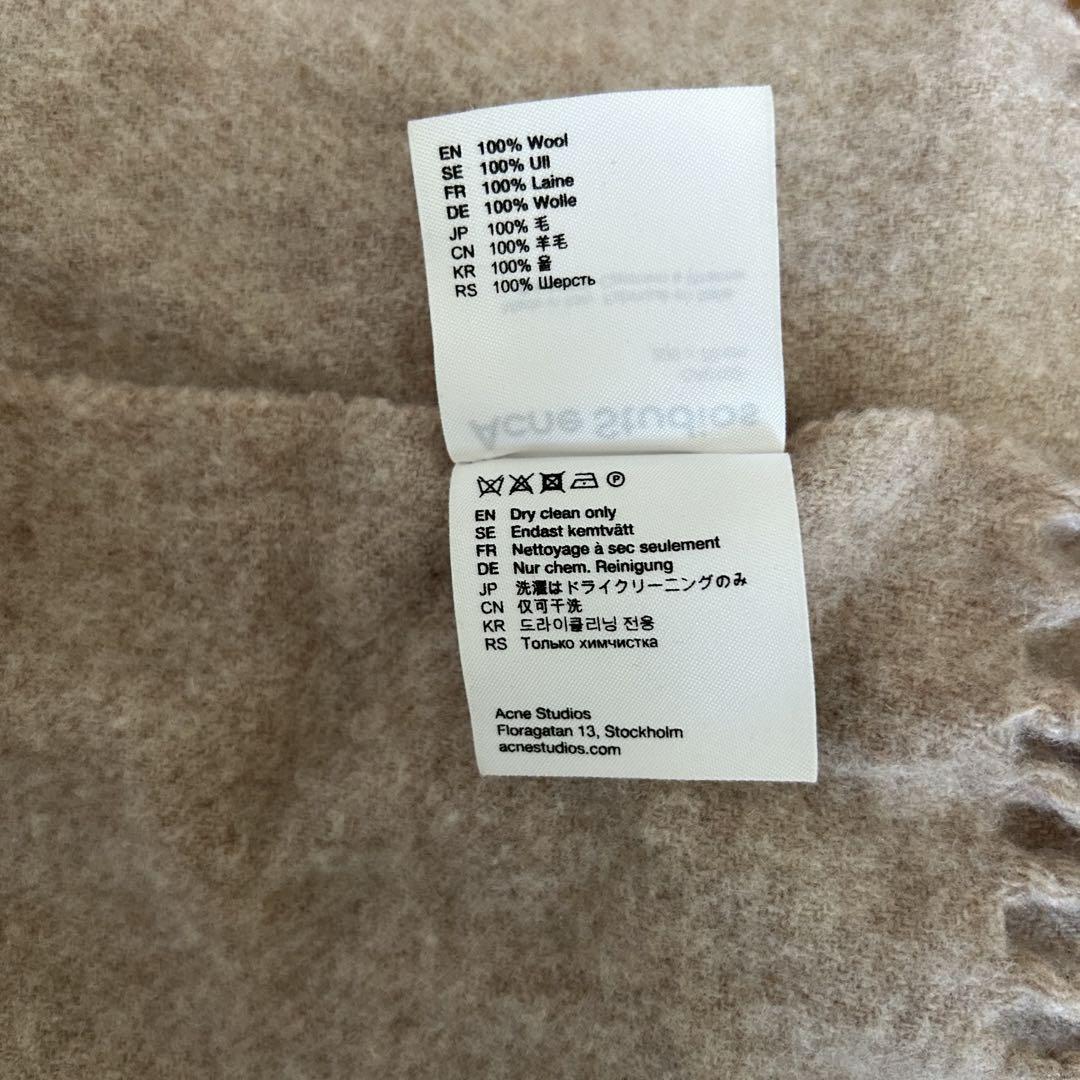 EN 100% Wool
SE 100% Ull
FR 100% Laine
DE 100% Wolle
JP 100% 毛
CN 100% 羊毛
KR 100% 울
RS 100% Шерсть
Acne Studios
P
EN Dry clean only
SE Endast kemtvätt
FR Nettoyage à sec seulement
DE Nur chem. Reinigung
JP 洗濯はドライクリーニングのみ
CN 仅可干洗
KR 드라이클리닝 전용
RS Только химчистка
Acne Studios
Floragatan 13, Stockholm
acnestudios.com